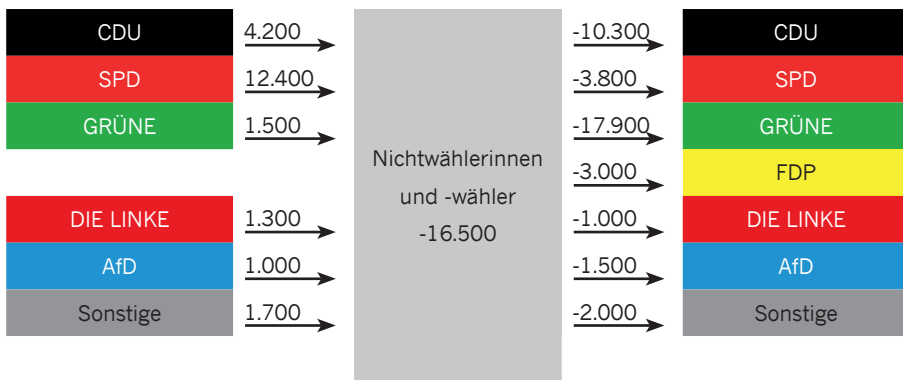 CDU 4.200 -10.300 CDU
SPD 12.400 -3.800 SPD
GRÜNE 1.500 -17.900 GRÜNE
Nichtwählerinnen
und -wähler
-16.500
-3.000 FDP
DIE LINKE 1.300 -1.000 DIE LINKE
AfD 1.000 -1.500 AfD
Sonstige 1.700 -2.000 Sonstige